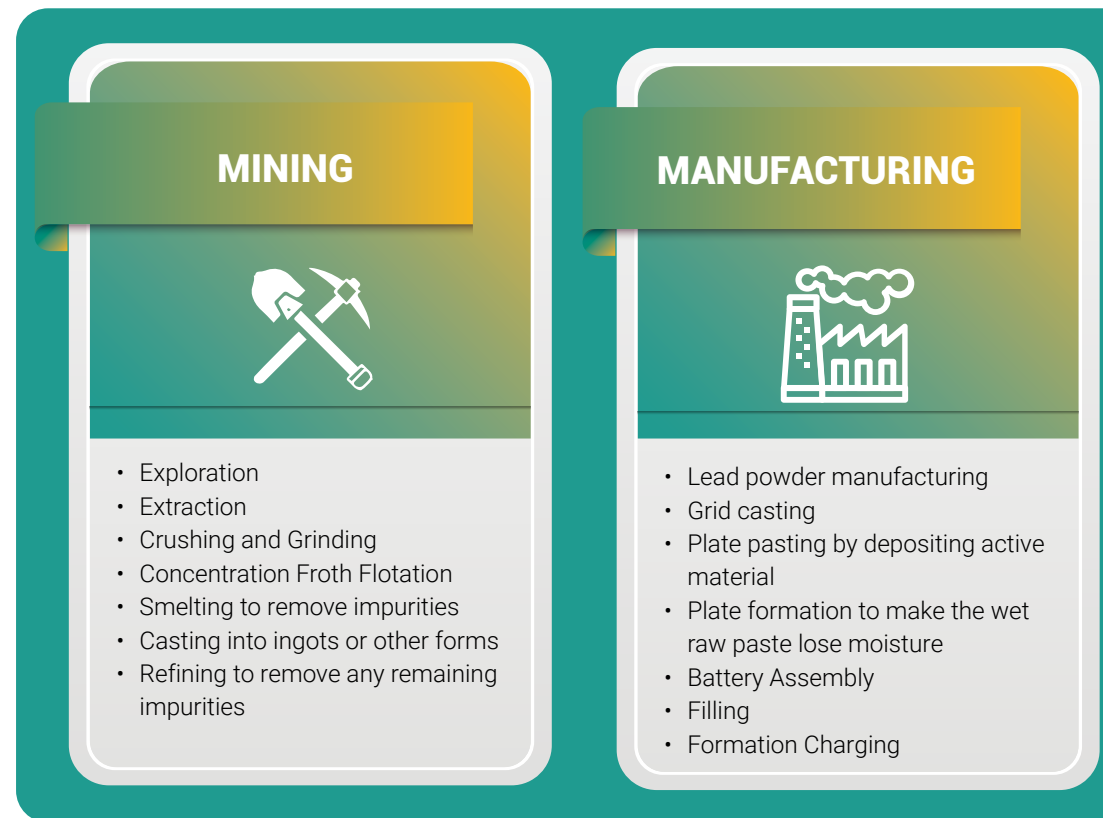 MINING
• Exploration
• Extraction
• Crushing and Grinding
• Concentration Froth Flotation
• Smelting to remove impurities
• Casting into ingots or other forms
• Refining to remove any remaining
impurities
MANUFACTURING
• Lead powder manufacturing
• Grid casting
• Plate pasting by depositing active
material
• Plate formation to make the wet
raw paste lose moisture
• Battery Assembly
• Filling
• Formation Charging